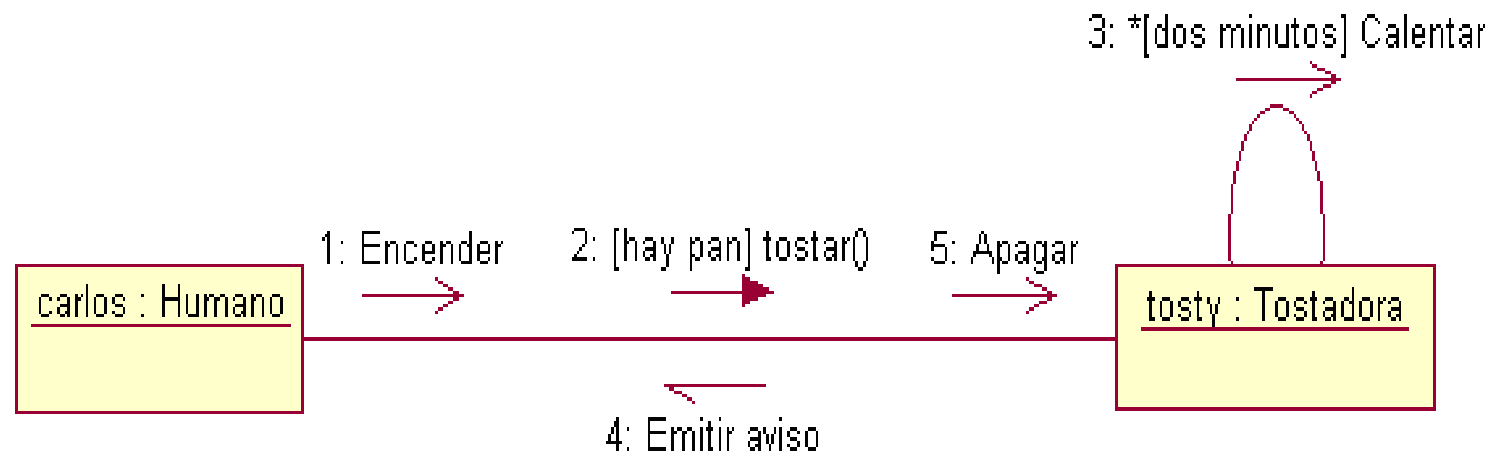 3: *[dos minutos] Calentar
1: Encender
2: [hay pan] tostar()
5: Apagar
carlos : Humano
tosty : Tostadora
4: Emitir aviso